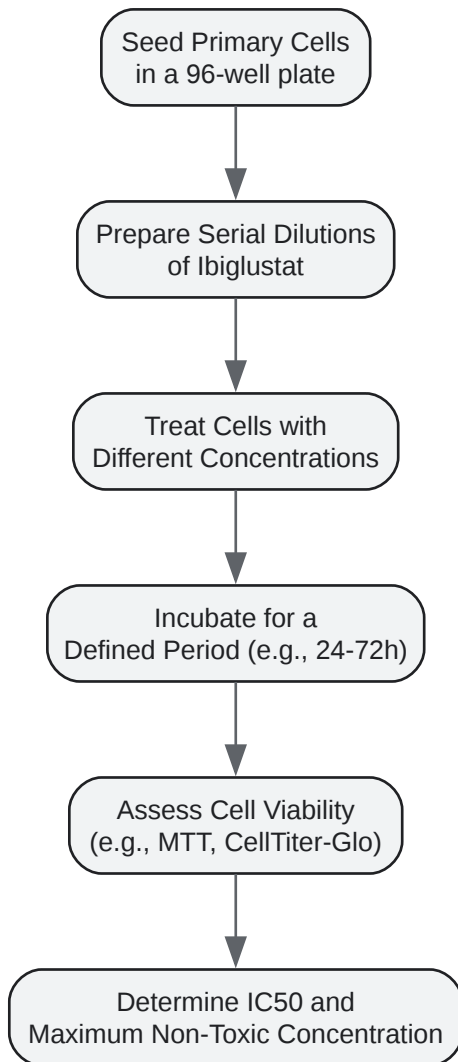 Seed Primary Cells
in a 96-well plate
Prepare Serial Dilutions
of Ibiglustat
Treat Cells with
Different Concentrations
Incubate for a
Defined Period (e.g., 24-72h)
Assess Cell Viability
(e.g., MTT, CellTiter-Glo)
Determine IC50 and
Maximum Non-Toxic Concentration